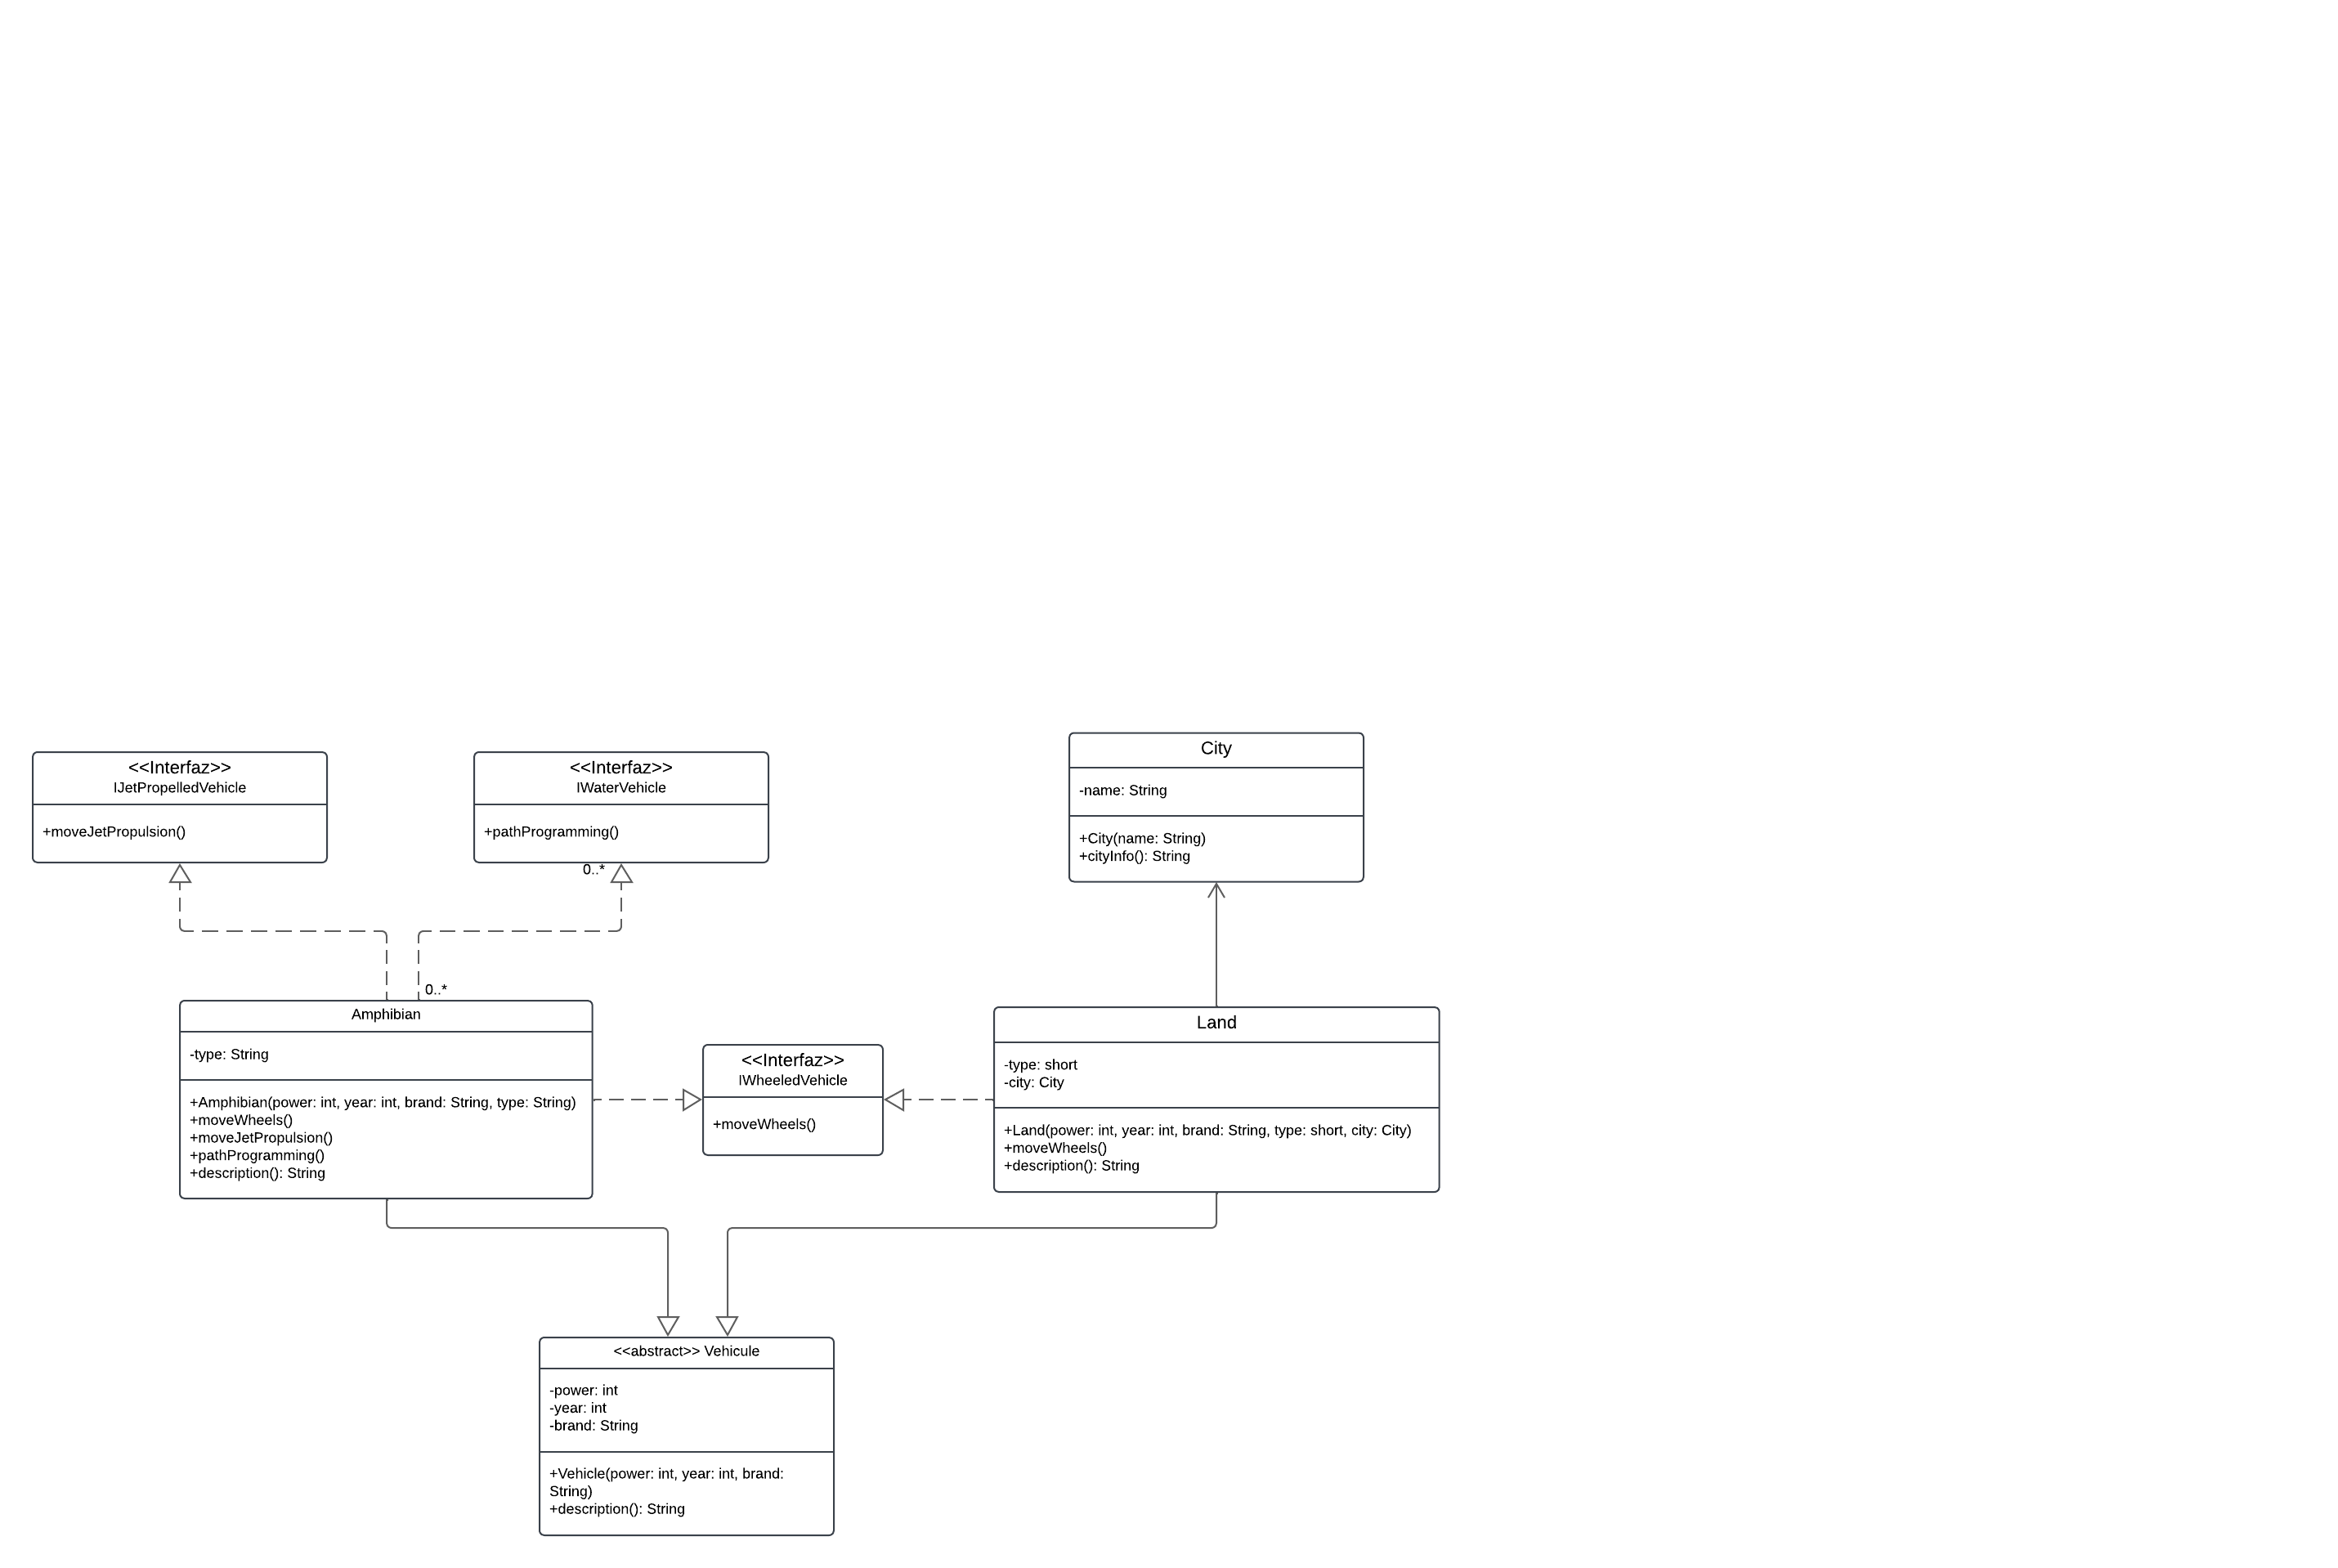 <<Interfaz>>
IJetPropelledVehicle
+moveJetPropulsion()
<<Interfaz>>
IWaterVehicle
+pathProgramming()
0..*
City
-name: String
+City(name: String)
+cityInfo(): String
0..*
Amphibian
-type: String
+Amphibian(power: int, year: int, brand: String, type: String)
+moveWheels()
+moveJetPropulsion()
+pathProgramming()
+description(): String
<<Interfaz>>
IWheeledVehicle
+moveWheels()
Land
-type: short
-city: City
+Land(power: int, year: int, brand: String, type: short, city: City)
+moveWheels()
+description(): String
<<abstract>> Vehicule
-power: int
-year: int
-brand: String
+Vehicle(power: int, year: int, brand:
String)
+description(): String